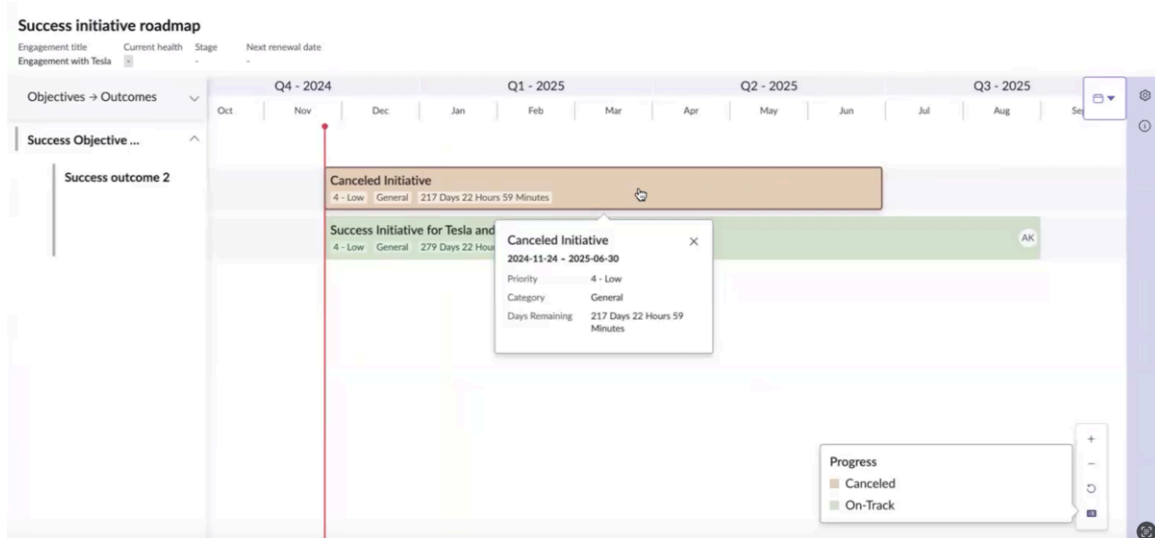 Success initiative roadmap
Engagement title Current health Stage Next renewal date
Engagement with Tesla - - -
Objectives → Outcomes
Q4 - 2024 Q1 - 2025 Q2 - 2025 Q3 - 2025
Oct Nov Dec Jan Feb Mar Apr May Jun Jul Aug Se
Success Objective ...
Success outcome 2
Canceled Initiative
4 - Low General 217 Days 22 Hours 59 Minutes
Success Initiative for Tesla and
4 - Low General 279 Days 22 Hou
AK
Canceled Initiative
2024-11-24 – 2025-06-30
Priority 4 - Low
Category General
Days Remaining 217 Days 22 Hours 59
Minutes
Progress
Canceled
On-Track